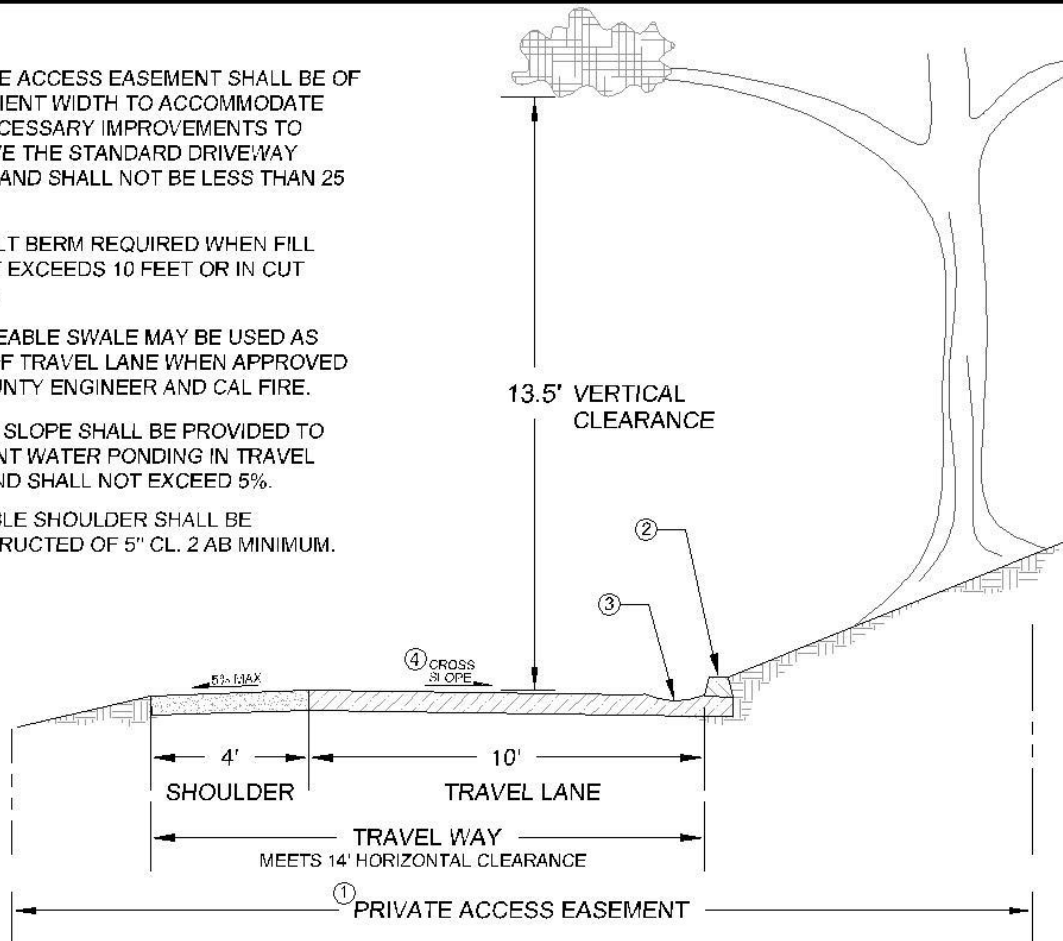 E ACCESS EASEMENT SHALL BE OF
IENT WIDTH TO ACCOMMODATE
CESSARY IMPROVEMENTS TO
VE THE STANDARD DRIVEWAY
AND SHALL NOT BE LESS THAN 25
LT BERM REQUIRED WHEN FILL
T EXCEEDS 10 FEET OR IN CUT
EABLE SWALE MAY BE USED AS
OF TRAVEL LANE WHEN APPROVED
UNTY ENGINEER AND CAL FIRE.
SLOPE SHALL BE PROVIDED TO
NT WATER PONDING IN TRAVEL
ND SHALL NOT EXCEED 5%.
BLE SHOULDER SHALL BE
RUCTED OF 5" CL. 2 AB MINIMUM.
13.5' VERTICAL
CLEARANCE
2
3
4 CROSS
SLOPE
5% MAX
4'
10'
SHOULDER
TRAVEL LANE
TRAVEL WAY
MEETS 14' HORIZONTAL CLEARANCE
1 PRIVATE ACCESS EASEMENT